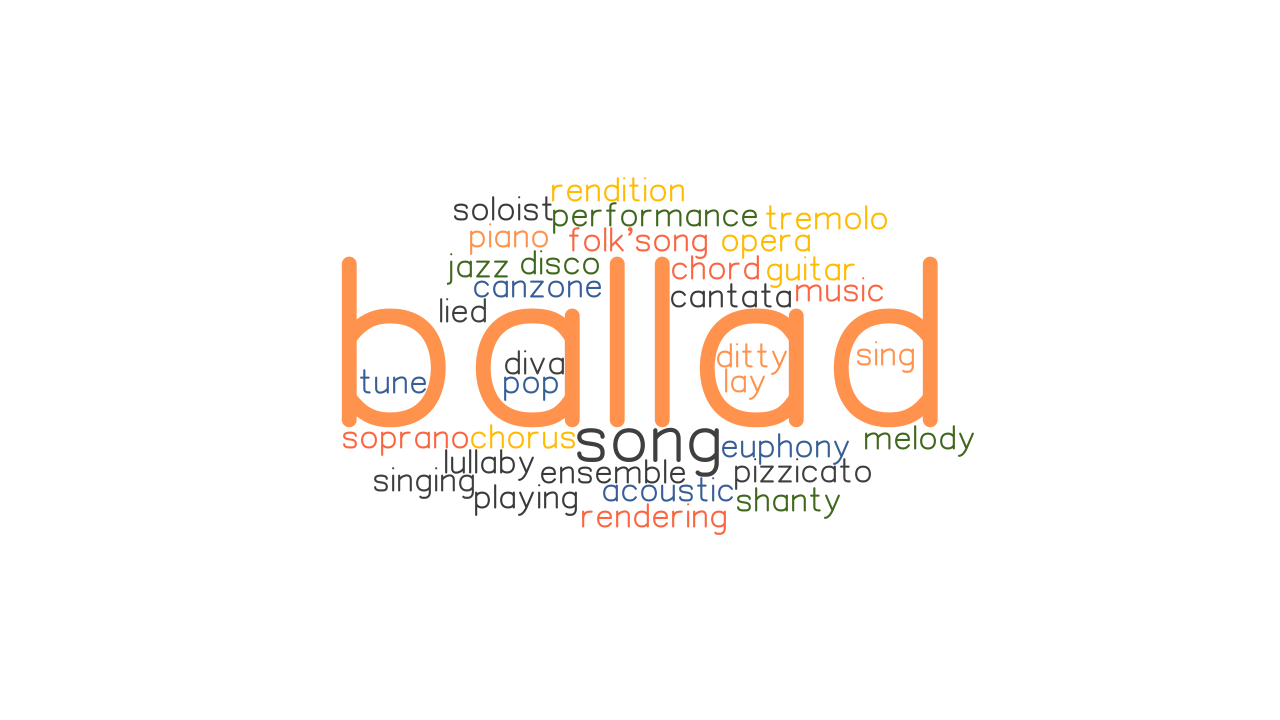 rendition
soloist
performance
tremolo
piano
folk'song
opera
jazz
disco
chord
guitar
canzone
cantata
music
lied
ballad
diva
ditty
sing
tune
pop
lay
soprano
chorus
song
euphony
melody
lullaby
singing
ensemble
pizzicato
playing
acoustic
shanty
rendering